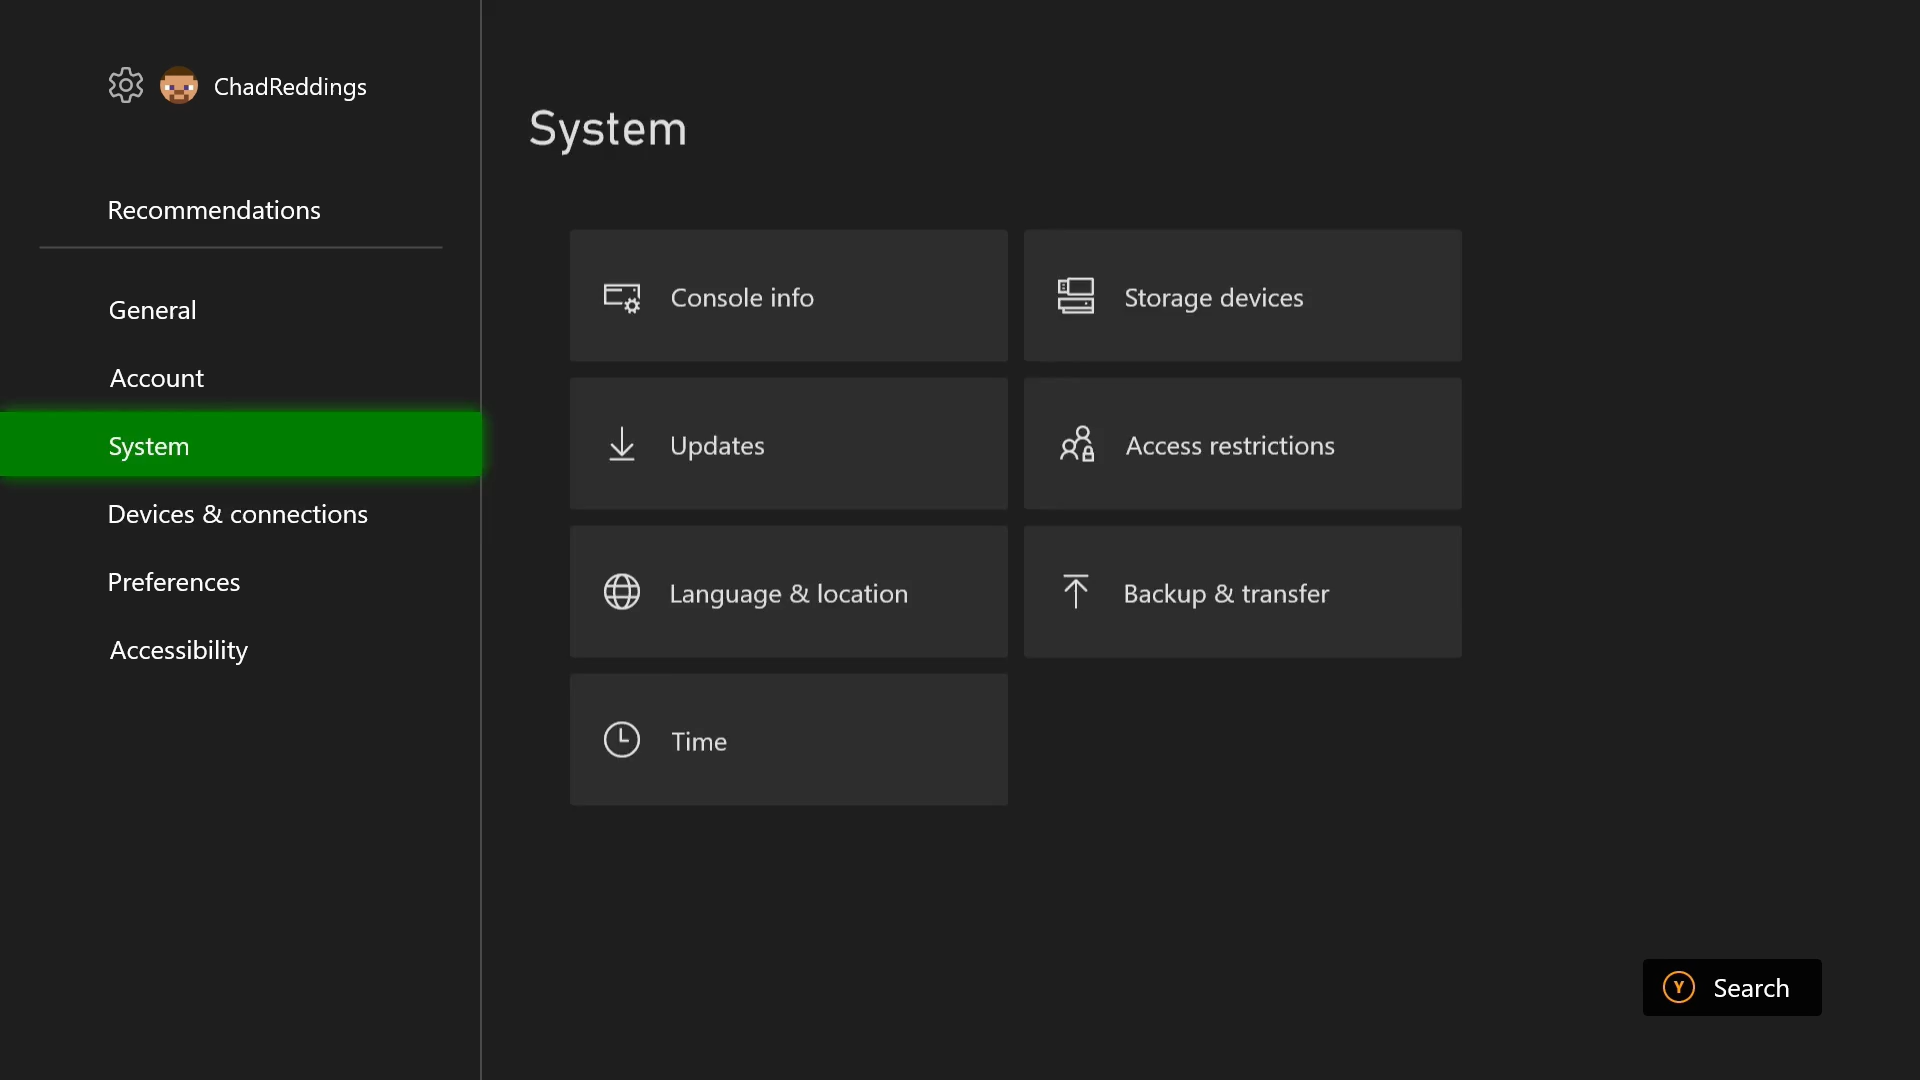 ChadReddings
Recommendations
General
Account
System
Devices & connections
Preferences
Accessibility
System
Console info
Storage devices
Updates
Access restrictions
Language & location
Backup & transfer
Time
Y Search